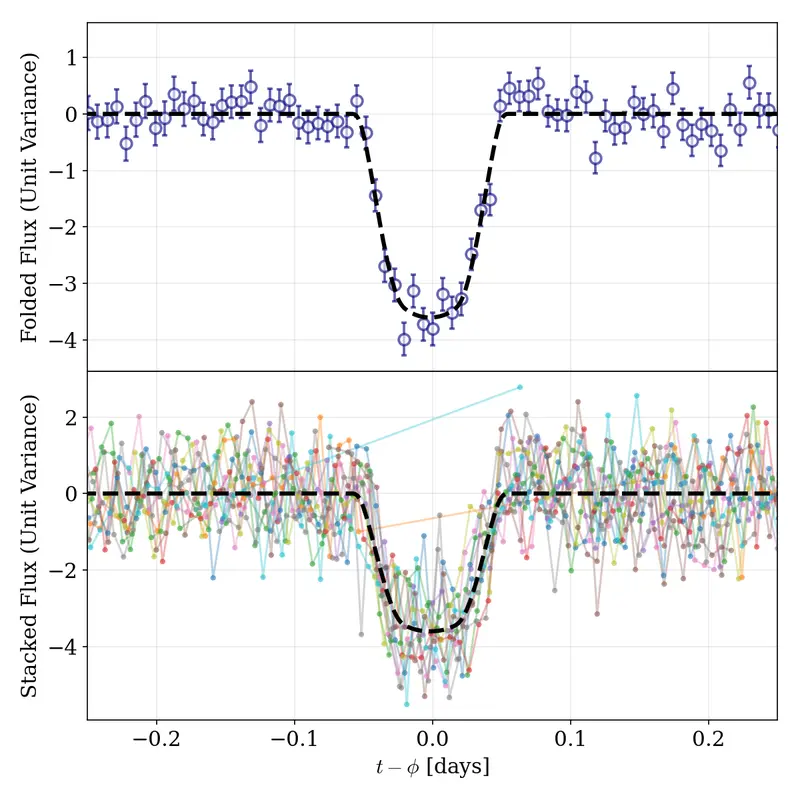 Folded Flux (Unit Variance)
1
0
−1
−2
−3
−4
Stacked Flux (Unit Variance)
2
0
−2
−4
−0.2 −0.1 0.0 0.1 0.2
t − ϕ [days]